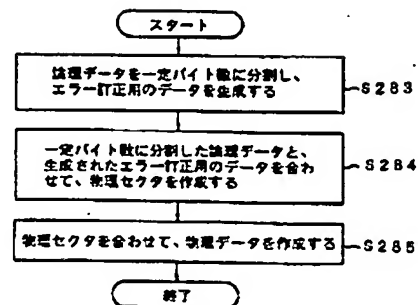 スタート
論理データを一定バイト数に分割し、
エラー訂正用のデータを生成する
S283
一定バイト数に分割した論理データと、
生成されたエラー訂正用のデータを合わ
せて、物理セクタを作成する
S284
物理セクタを合わせて、物理データを作成する
S285
終了